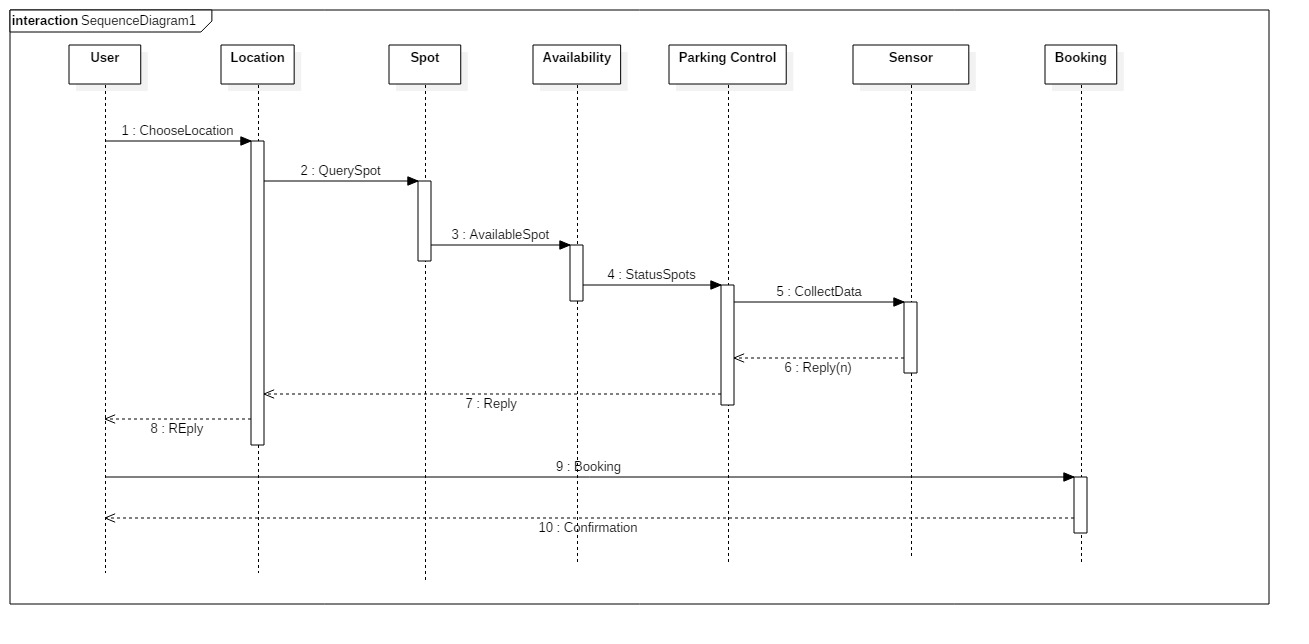 interaction SequenceDiagram1
User Location Spot Availability Parking Control Sensor Booking
1 : ChooseLocation
2 : QuerySpot
3 : AvailableSpot
4 : StatusSpots
5 : CollectData
6 : Reply(n)
7 : Reply
8 : REply
9 : Booking
10 : Confirmation